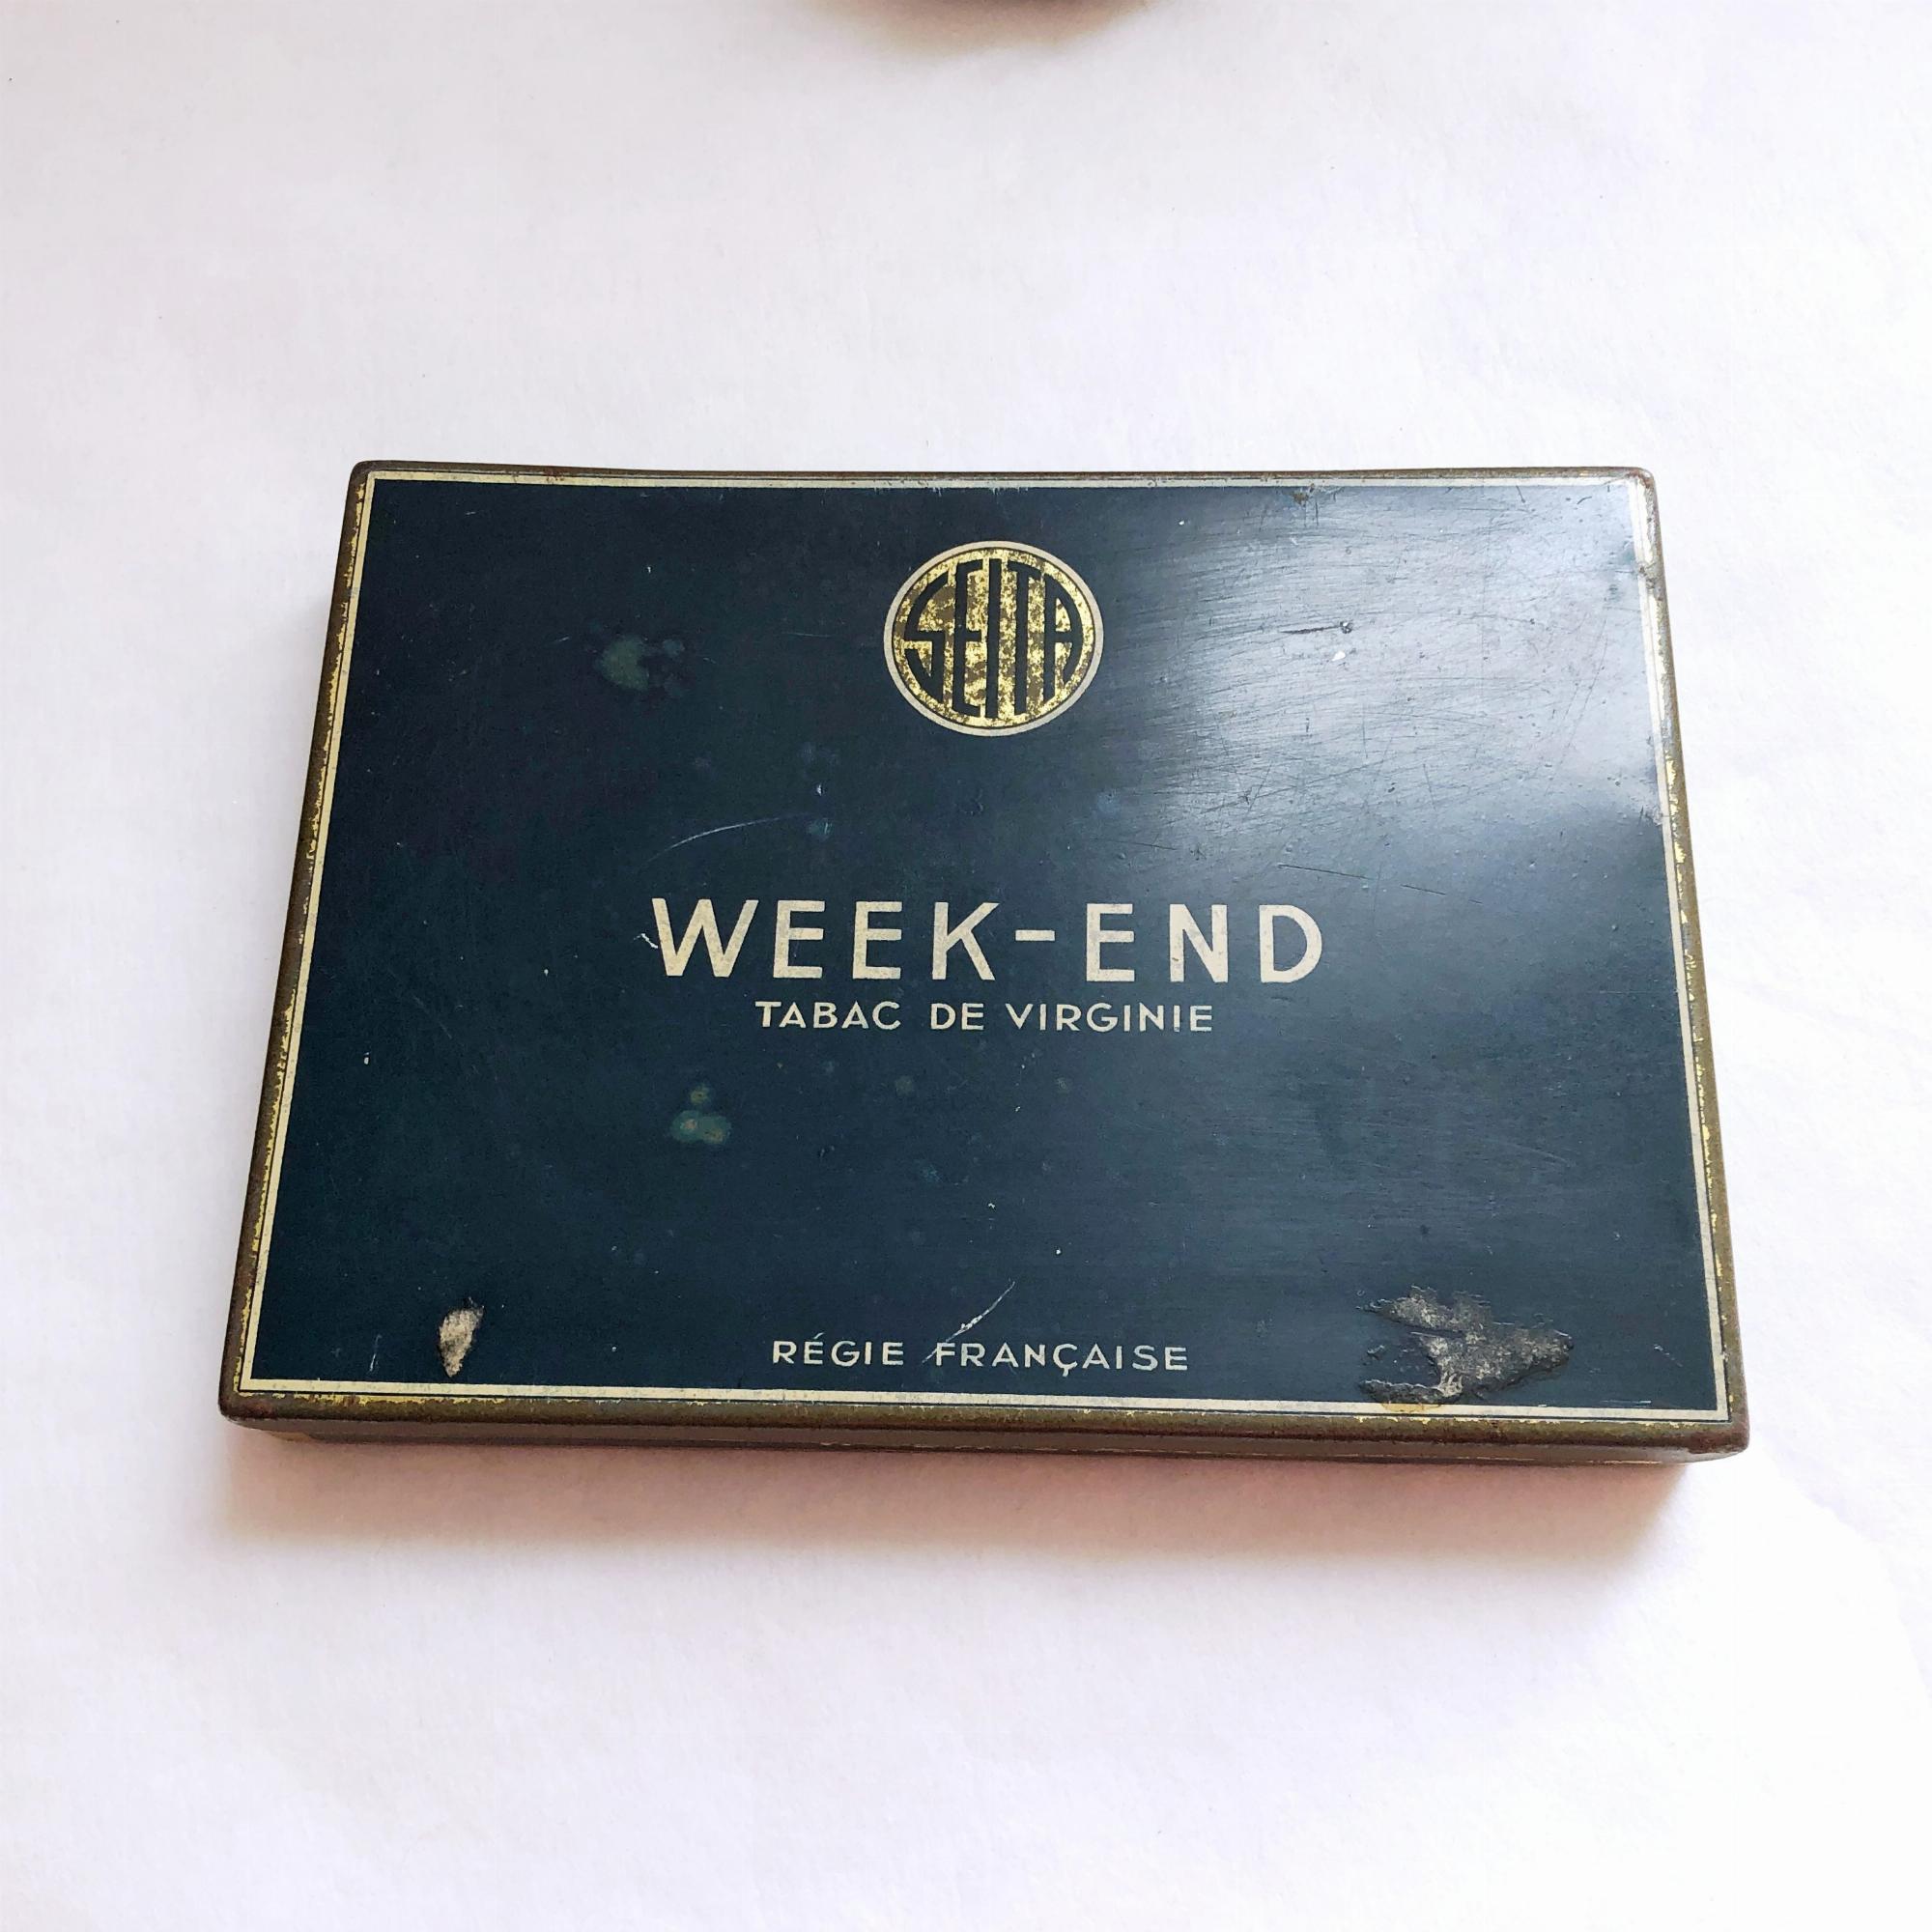 SEITA
WEEK-END
TABAC DE VIRGINIE
RÉGIE FRANÇAISE